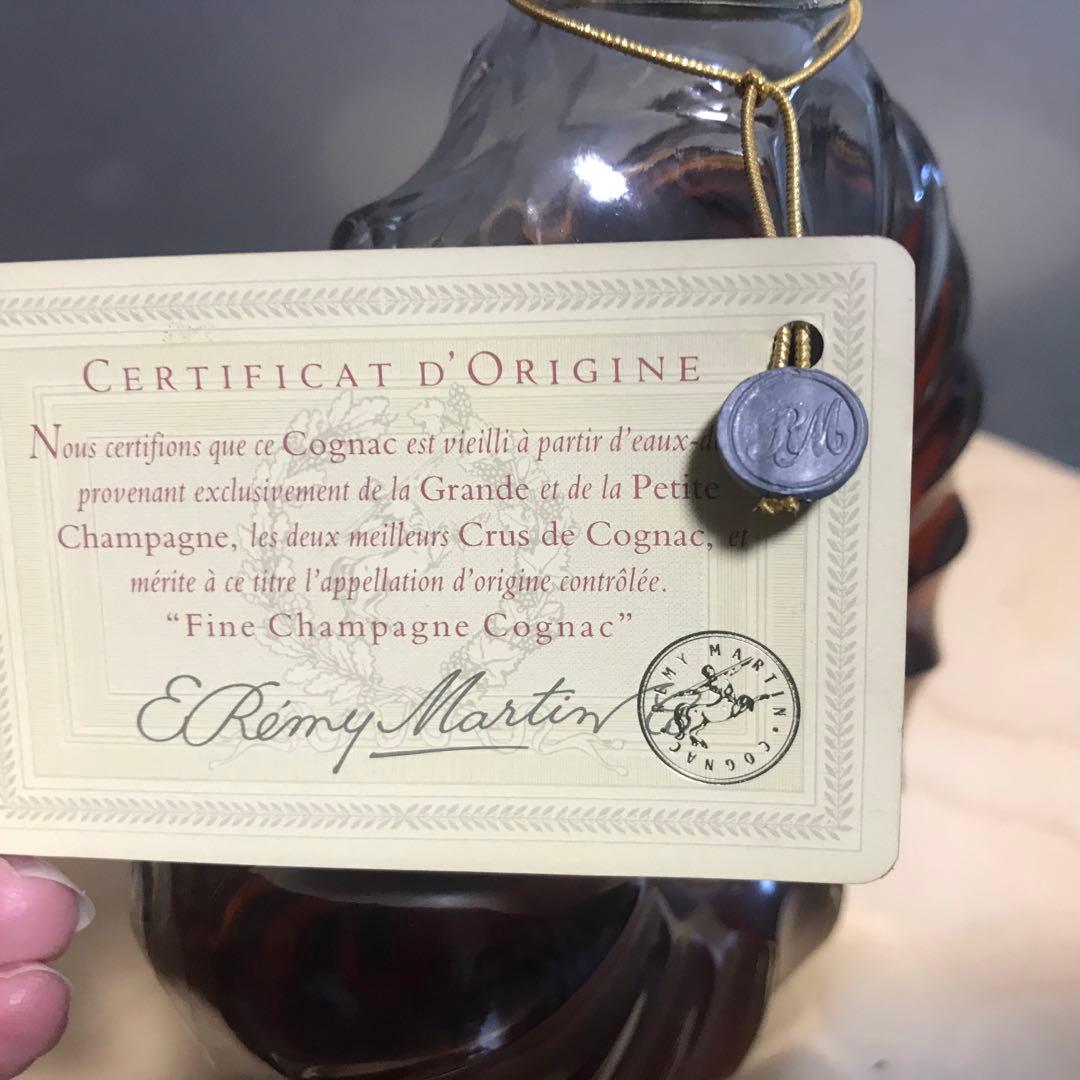 CERTIFICAT D'ORIGINE
RM
Nous certifions que ce Cognac est vieilli à partir d'eaux-
provenant exclusivement de la Grande et de la Petite
Champagne, les deux meilleurs Crus de Cognac, et
mérite à ce titre l'appellation d'origine contrôlée.
"Fine Champagne Cognac"
E Rémy Martin
RÉMY MARTIN • COGNAC